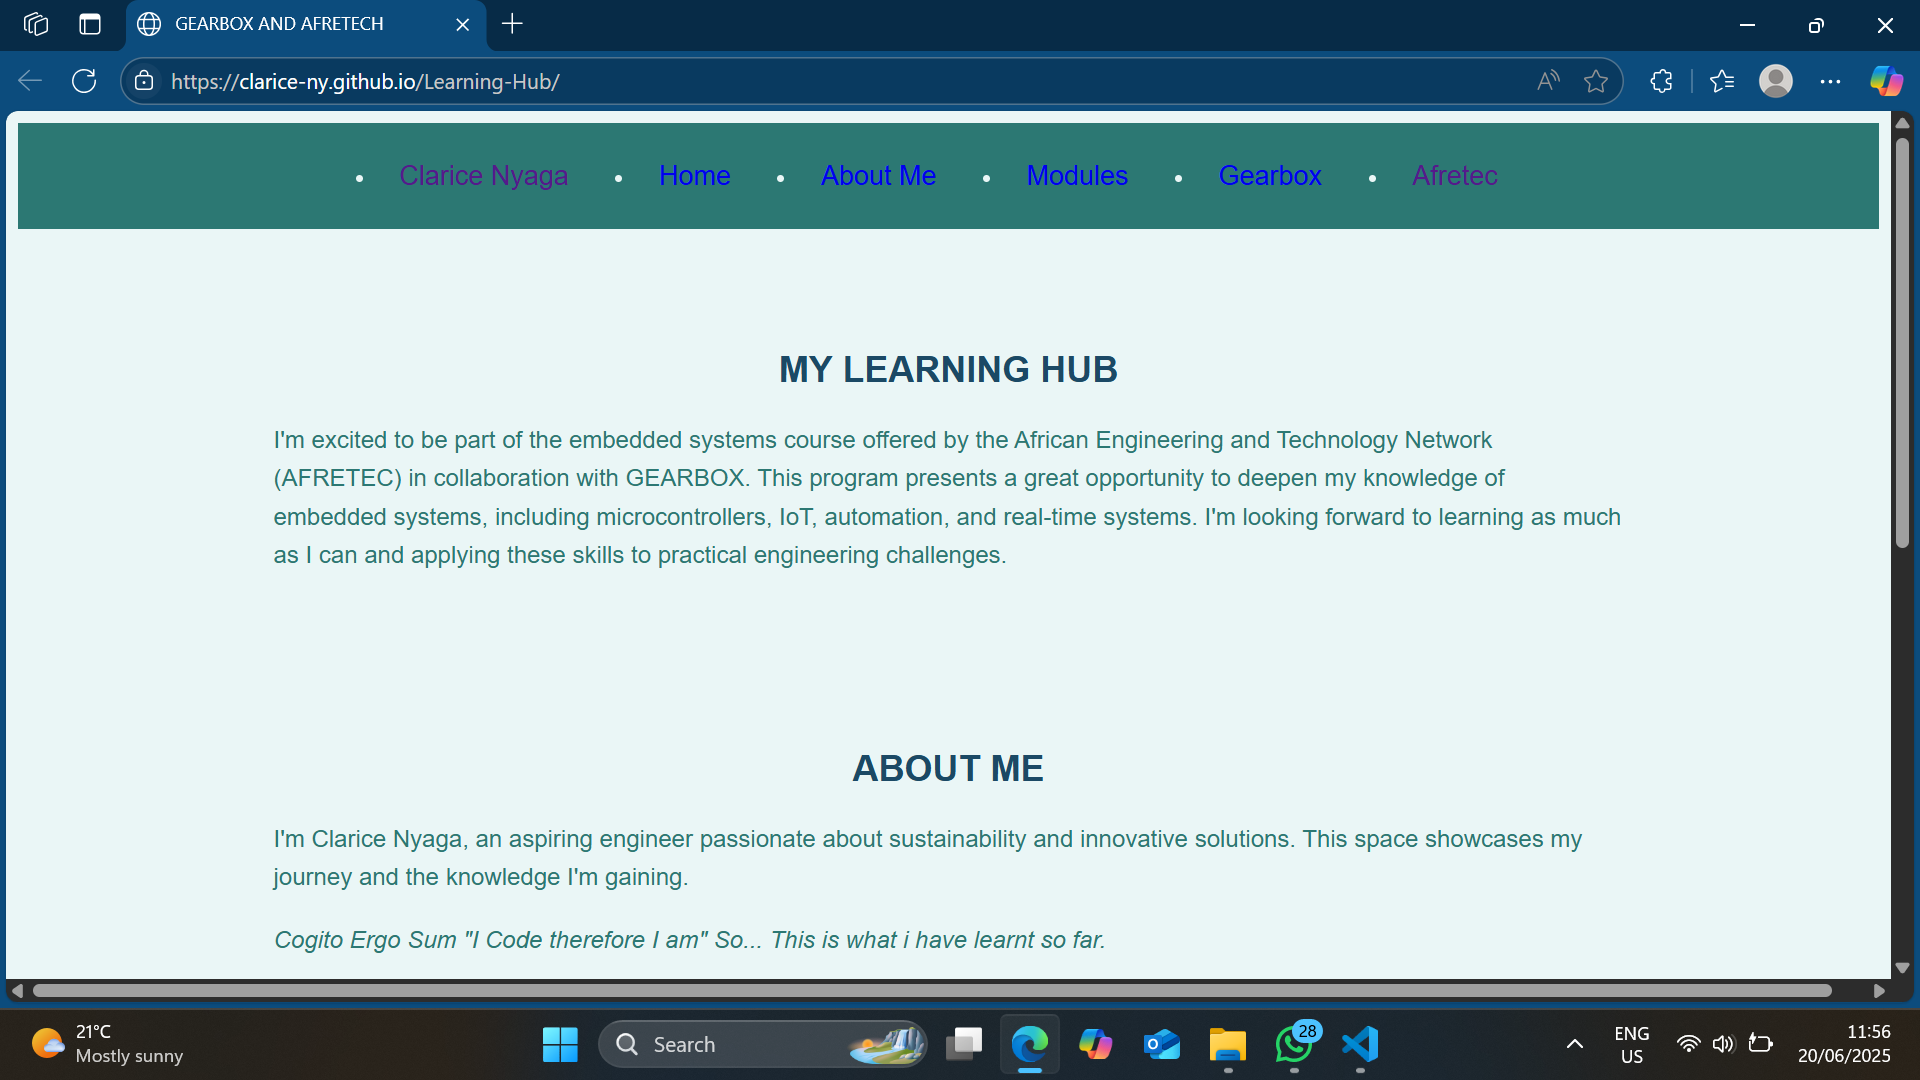 GEARBOX AND AFRETECH
https://clarice-ny.github.io/Learning-Hub/
• Clarice Nyaga • Home • About Me • Modules • Gearbox • Afretec
MY LEARNING HUB
I'm excited to be part of the embedded systems course offered by the African Engineering and Technology Network
(AFRETEC) in collaboration with GEARBOX. This program presents a great opportunity to deepen my knowledge of
embedded systems, including microcontrollers, IoT, automation, and real-time systems. I'm looking forward to learning as much
as I can and applying these skills to practical engineering challenges.
ABOUT ME
I'm Clarice Nyaga, an aspiring engineer passionate about sustainability and innovative solutions. This space showcases my
journey and the knowledge I'm gaining.
Cogito Ergo Sum "I Code therefore I am" So... This is what i have learnt so far.
21°C
Mostly sunny
Search
28
ENG
US
11:56
20/06/2025